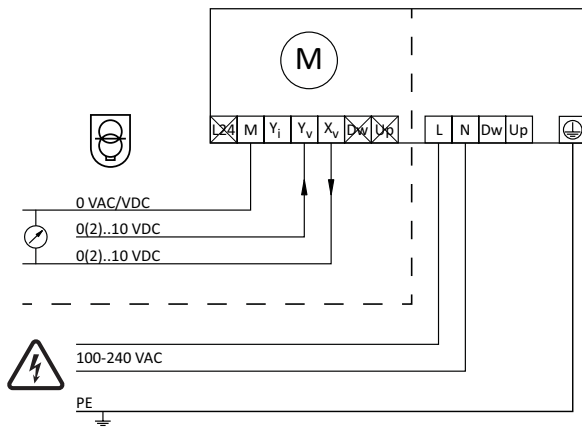 M
L24 M Yi Yv Xv Dw Up L N Dw Up
0 VAC/VDC
0(2)..10 VDC
0(2)..10 VDC
100-240 VAC
PE